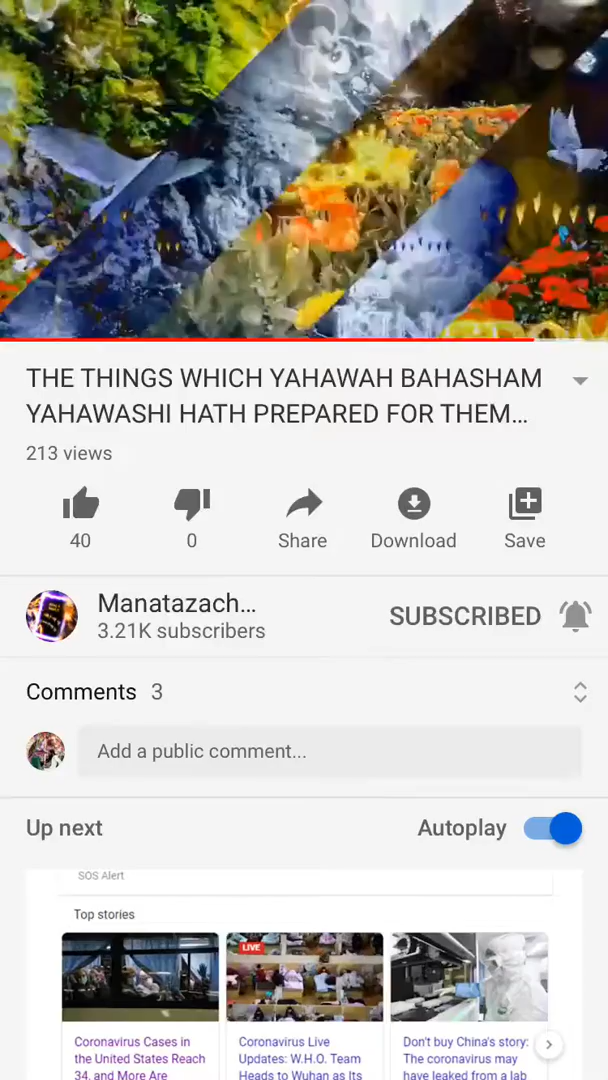 THE THINGS WHICH YAHAWAH BAHASHAM
YAHAWASHI HATH PREPARED FOR THEM...
213 views
40
0
Share
Download
Save
Manatazach...
3.21K subscribers
SUBSCRIBED
Comments 3
Add a public comment...
Up next
Autoplay
SOS Alert
Top stories
LIVE
Coronavirus Cases in
the United States Reach
34, and More Are
Coronavirus Live
Updates: W.H.O. Team
Heads to Wuhan as Its
Don't buy China's story:
The coronavirus may
have leaked from a lab